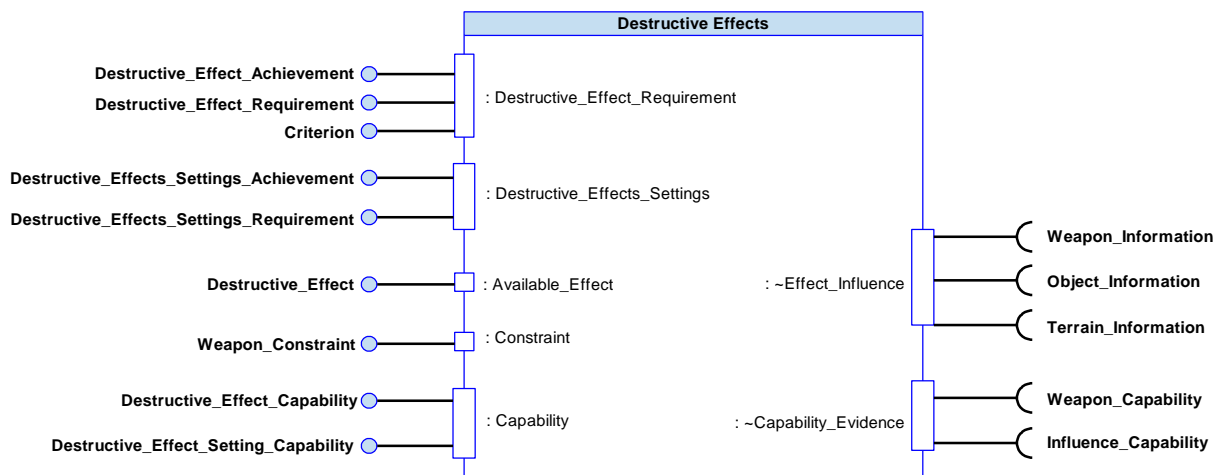 Destructive Effects
Destructive_Effect_Achievement
Destructive_Effect_Requirement
Criterion
: Destructive_Effect_Requirement
Destructive_Effects_Settings_Achievement
Destructive_Effects_Settings_Requirement
: Destructive_Effects_Settings
Destructive_Effect
: Available_Effect
Weapon_Constraint
: Constraint
Destructive_Effect_Capability
Destructive_Effect_Setting_Capability
: Capability
: ~Effect_Influence
Weapon_Information
Object_Information
Terrain_Information
: ~Capability_Evidence
Weapon_Capability
Influence_Capability